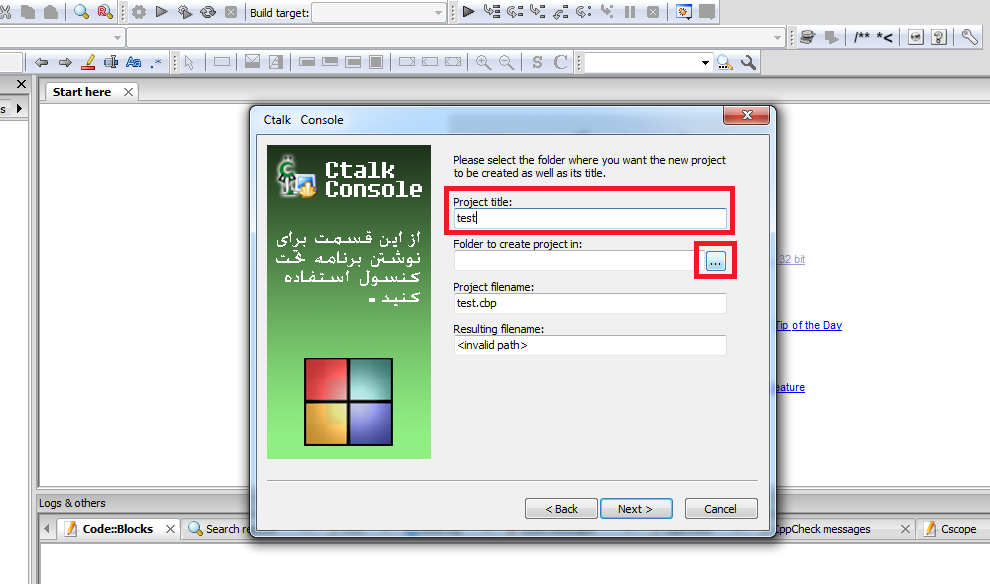 Build target:
/** *<
Aa .*
S C
Start here
s
Ctalk Console
Ctalk
Console
از این قسمت برای
نوشتن برنامه تحت
کنسول استفاده
کنید .
Please select the folder where you want the new project
to be created as well as its title.
Project title:
test
Folder to create project in:
...
Project filename:
test.cbp
Resulting filename:
<invalid path>
32 bit
Tip of the Day
eature
< Back
Next >
Cancel
Logs & others
Code::Blocks
Search re
CppCheck messages
Cscope